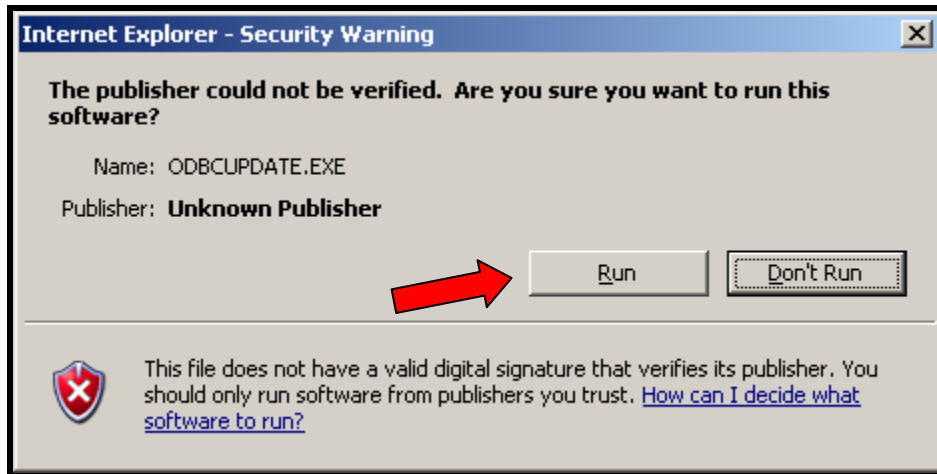 Internet Explorer - Security Warning
The publisher could not be verified.  Are you sure you want to run this
software?
Name: ODBCUPDATE.EXE
Publisher: Unknown Publisher
Run Don't Run
This file does not have a valid digital signature that verifies its publisher. You
should only run software from publishers you trust. How can I decide what
software to run?